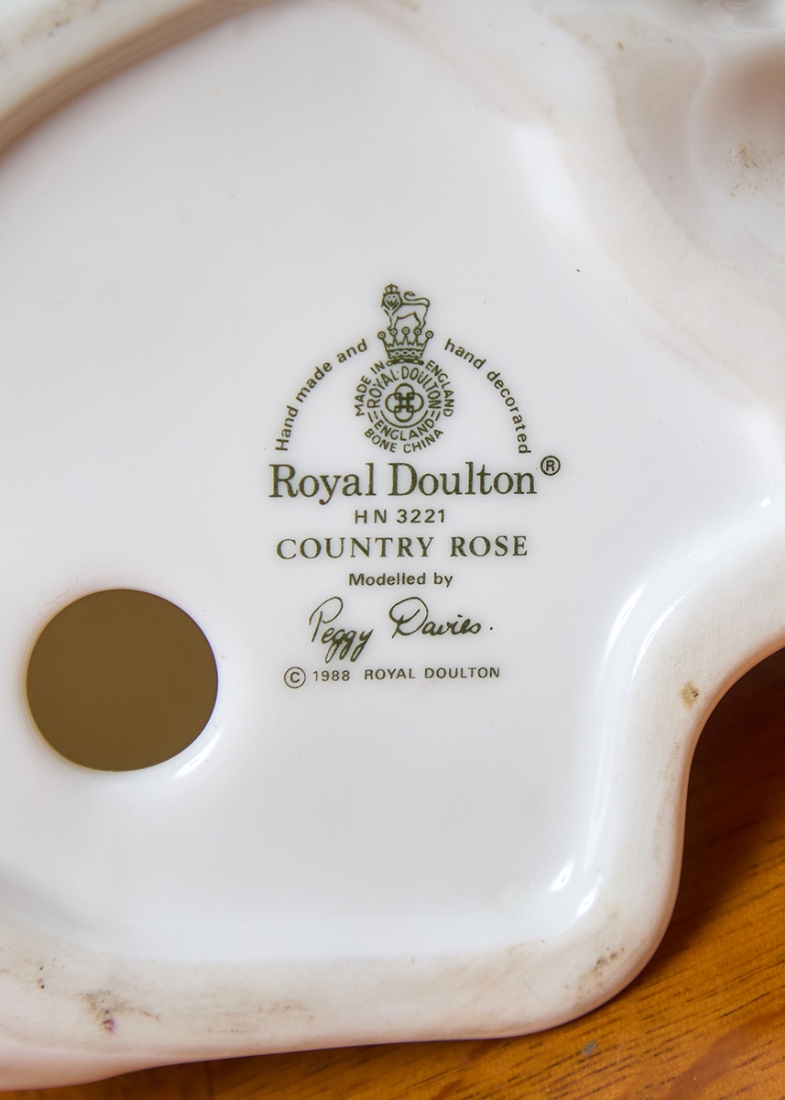 Hand made and hand decorated
MADE IN ENGLAND
ROYAL·DOULTON
ENGLAND
BONE CHINA
Royal Doulton®
HN 3221
COUNTRY ROSE
Modelled by
Peggy Davies.
© 1988 ROYAL DOULTON